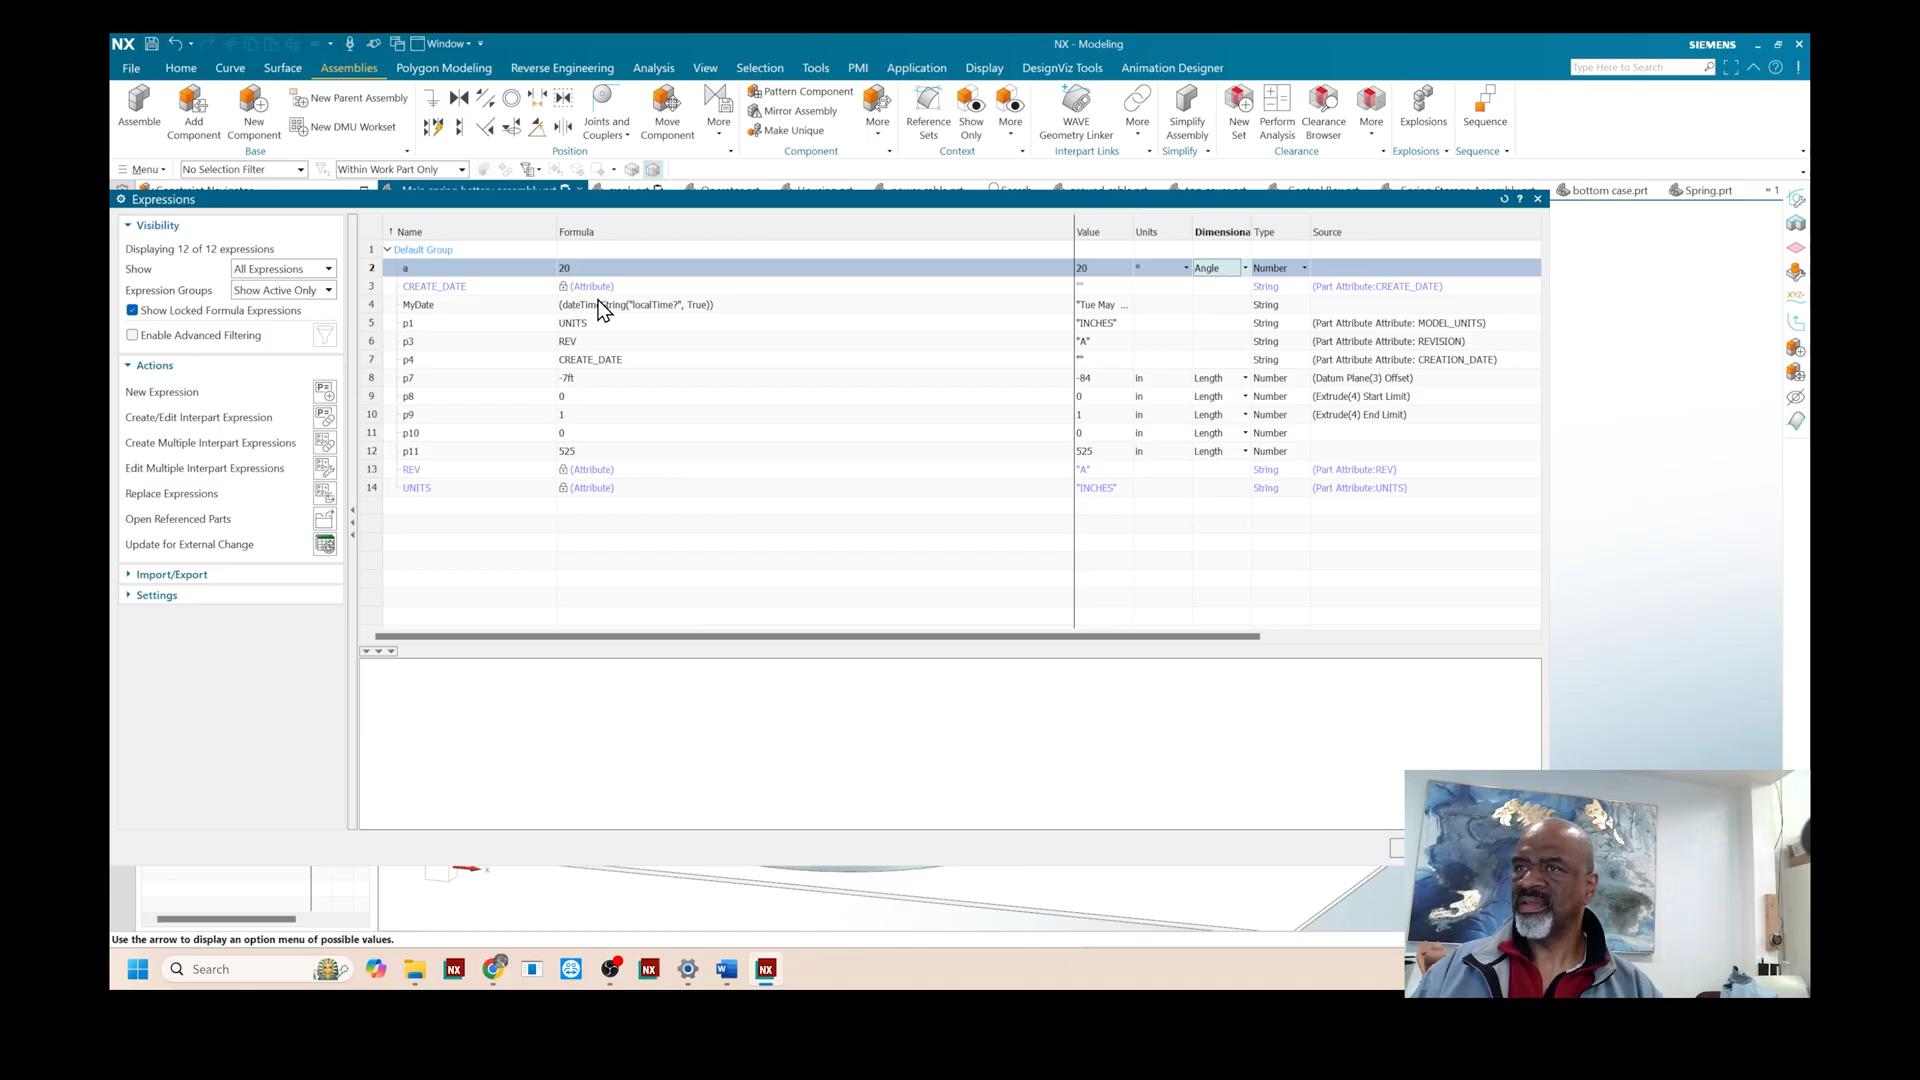 NX Window NX - Modeling SIEMENS
File Home Curve Surface Assemblies Polygon Modeling Reverse Engineering Analysis View Selection Tools PMI Application Display DesignViz Tools Animation Designer Type Here to Search
Assemble
Add Component
New Component
New Parent Assembly
New DMU Workset
Joints and Couplers
Move Component
More
Pattern Component
Mirror Assembly
Make Unique
More
Reference Sets
Show Only
More
WAVE Geometry Linker
More
Simplify Assembly
New Set
Perform Analysis
Clearance Browser
More
Explosions
Sequence
Base Position Component Context Interpart Links Simplify Clearance Explosions Sequence
Menu No Selection Filter Within Work Part Only
bottom case.prt Spring.prt » 1
Expressions
Visibility
Displaying 12 of 12 expressions
Show All Expressions
Expression Groups Show Active Only
Show Locked Formula Expressions
Enable Advanced Filtering
Actions
New Expression
Create/Edit Interpart Expression
Create Multiple Interpart Expressions
Edit Multiple Interpart Expressions
Replace Expressions
Open Referenced Parts
Update for External Change
Import/Export
Settings
↑ Name Formula Value Units Dimensiona Type Source
1 Default Group
2 a 20 20 ° Angle Number
3 CREATE_DATE (Attribute) "" String (Part Attribute:CREATE_DATE)
4 MyDate String("localTime?", True)) "Tue May ... String
5 p1 UNITS "INCHES" String (Part Attribute Attribute: MODEL_UNITS)
6 p3 REV "A" String (Part Attribute Attribute: REVISION)
7 p4 CREATE_DATE "" String (Part Attribute Attribute: CREATION_DATE)
8 p7 -7ft -84 in Length Number (Datum Plane(3) Offset)
9 p8 0 0 in Length Number (Extrude(4) Start Limit)
10 p9 1 1 in Length Number (Extrude(4) End Limit)
11 p10 0 0 in Length Number
12 p11 525 525 in Length Number
13 REV (Attribute) "A" String (Part Attribute:REV)
14 UNITS (Attribute) "INCHES" String (Part Attribute:UNITS)
X
Use the arrow to display an option menu of possible values.
Search NX NX NX